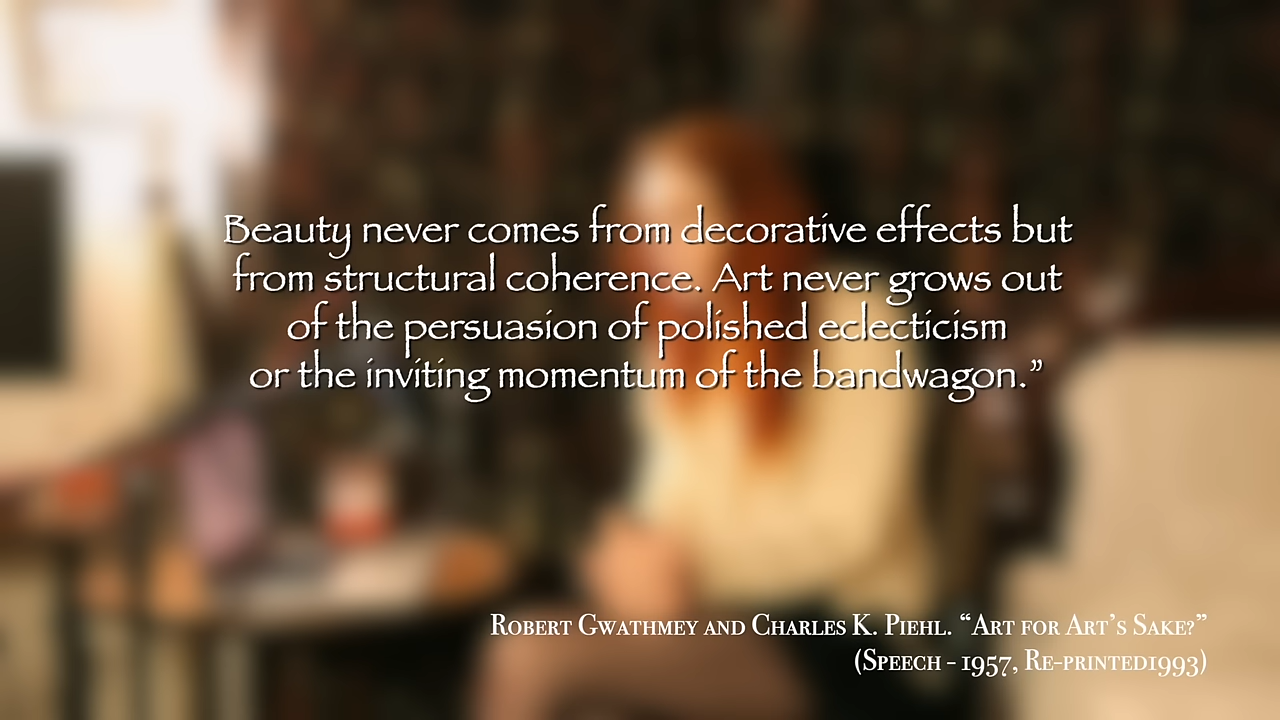 Beauty never comes from decorative effects but
from structural coherence. Art never grows out
of the persuasion of polished eclecticism
or the inviting momentum of the bandwagon.”
Robert Gwathmey and Charles K. Piehl. “Art for Art’s Sake?”
(Speech - 1957, Re-printed1993)